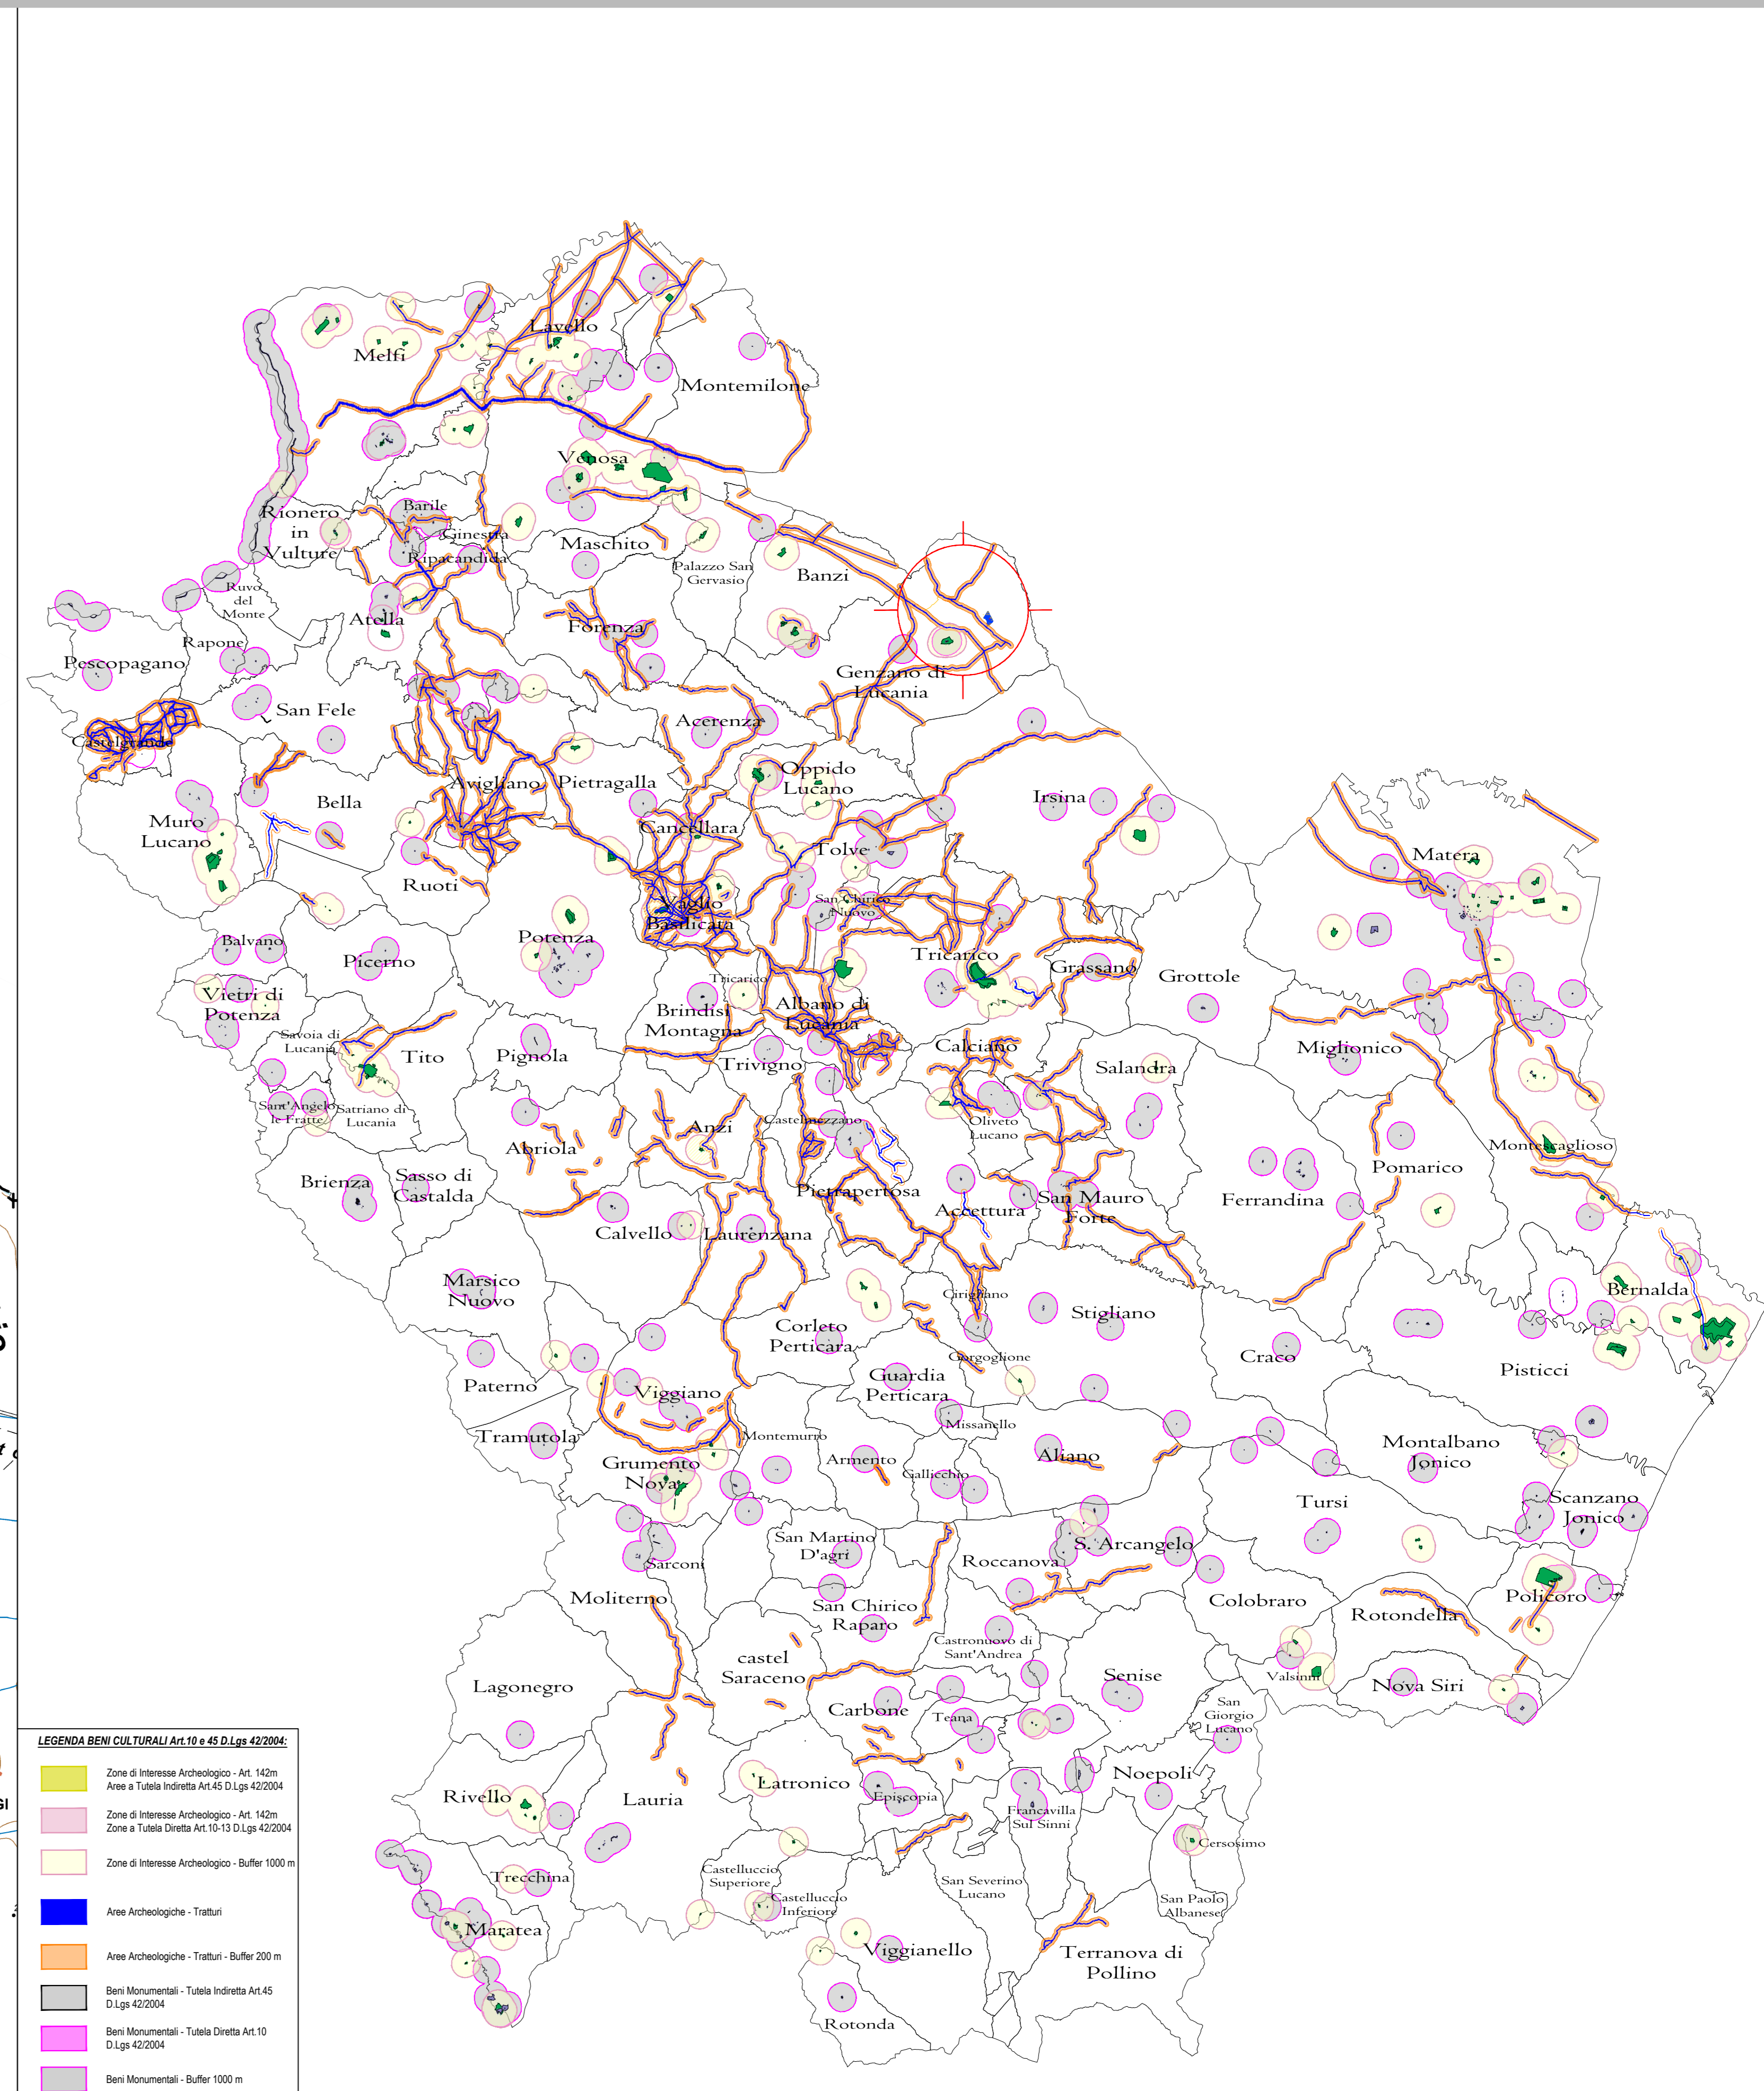 Lavello
Melfi
Montemilone
Venosa
Rionero
in
Vulture
Barile
Ginestra
Ripacandida
Maschito
Palazzo San
Gervasio
Banzi
Ruvo
del
Monte
Atella
Forenza
Rapone
Pescopagano
Genzano di
Lucania
San Fele
Acerenza
Castelgrande
Avigliano
Pietragalla
Oppido
Lucano
Bella
Irsina
Muro
Lucano
Cancellara
Tolve
Matera
Ruoti
San Chirico
Nuovo
Vaglio
Basilicata
Potenza
Balvano
Picerno
Tricarico
Grassano
Grottole
Tricarico
Vietri di
Potenza
Brindisi
Montagna
Albano di
Lucania
Savoia di
Lucania
Tito
Pignola
Trivigno
Calciano
Salandra
Miglionico
Sant'Angelo
le Fratte
Satriano di
Lucania
Castelmezzano
Oliveto
Lucano
Abriola
Anzi
Montescaglioso
Pomarico
Brienza
Sasso di
Castalda
Pietrapertosa
Accettura
San Mauro
Forte
Ferrandina
Calvello
Laurenzana
Marsico
Nuovo
Cirigliano
Stigliano
Bernalda
Corleto
Perticara
Gorgoglione
Craco
Pisticci
Paterno
Guardia
Perticara
Viggiano
Missanello
Tramutola
Montemurro
Armento
Aliano
Montalbano
Jonico
Grumento
Nova
Gallicchio
Tursi
Scanzano
Jonico
San Martino
D'agri
Roccanova
S. Arcangelo
Sarconi
Moliterno
San Chirico
Raparo
Colobraro
Rotondella
Policoro
Castronuovo di
Sant'Andrea
castel
Saraceno
Senise
Valsinni
Nova Siri
Lagonegro
Carbone
Teana
San
Giorgio
Lucano
Rivello
Lauria
Latronico
Episcopia
Francavilla
Sul Sinni
Noepoli
Cersosimo
Trecchina
Castelluccio
Superiore
Castelluccio
Inferiore
San Severino
Lucano
San Paolo
Albanese
Maratea
Viggianello
Terranova di
Pollino
Rotonda
LEGENDA BENI CULTURALI Art.10 e 45 D.Lgs 42/2004:
Zone di Interesse Archeologico - Art. 142m
Aree a Tutela Indiretta Art.45 D.Lgs 42/2004
Zone di Interesse Archeologico - Art. 142m
Zone a Tutela Diretta Art.10-13 D.Lgs 42/2004
Zone di Interesse Archeologico - Buffer 1000 m
Aree Archeologiche - Tratturi
Aree Archeologiche - Tratturi - Buffer 200 m
Beni Monumentali - Tutela Indiretta Art.45
D.Lgs 42/2004
Beni Monumentali - Tutela Diretta Art.10
D.Lgs 42/2004
Beni Monumentali - Buffer 1000 m
GI